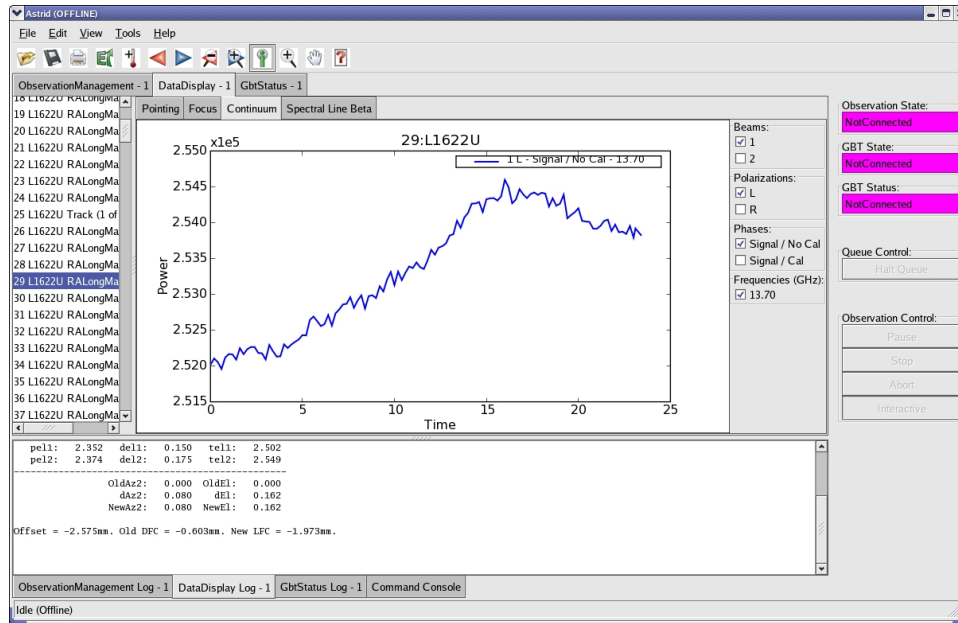 Astrid (OFFLINE)
File Edit View Tools Help
ObservationManagement - 1 DataDisplay - 1 GbtStatus - 1
18 L1622U RALongMa
19 L1622U RALongMa
20 L1622U RALongMa
21 L1622U RALongMa
22 L1622U RALongMa
23 L1622U RALongMa
24 L1622U RALongMa
25 L1622U Track (1 of
26 L1622U RALongMa
27 L1622U RALongMa
28 L1622U RALongMa
29 L1622U RALongMa
30 L1622U RALongMa
31 L1622U RALongMa
32 L1622U RALongMa
33 L1622U RALongMa
34 L1622U RALongMa
35 L1622U RALongMa
36 L1622U RALongMa
37 L1622U RALongMa
Pointing Focus Continuum Spectral Line Beta
29:L1622U
x1e5
1 L - Signal / No Cal - 13.70
2.550
2.545
2.540
2.535
2.530
2.525
2.520
2.515
Power
0 5 10 15 20 25
Time
Beams:
1
2
Polarizations:
L
R
Phases:
Signal / No Cal
Signal / Cal
Frequencies (GHz):
13.70
Observation State:
NotConnected
GBT State:
NotConnected
GBT Status:
NotConnected
Queue Control:
Halt Queue
Observation Control:
Pause
Stop
Abort
Interactive
pel1: 2.352 del1: 0.150 tel1: 2.502
pel2: 2.374 del2: 0.175 tel2: 2.549
------------------------------------------------
OldAz2: 0.000 OldEl: 0.000
dAz2: 0.080 dEl: 0.162
NewAz2: 0.080 NewEl: 0.162
Offset = -2.575mm. Old DFC = -0.603mm. New LFC = -1.973mm.
ObservationManagement Log - 1 DataDisplay Log - 1 GbtStatus Log - 1 Command Console
Idle (Offline)